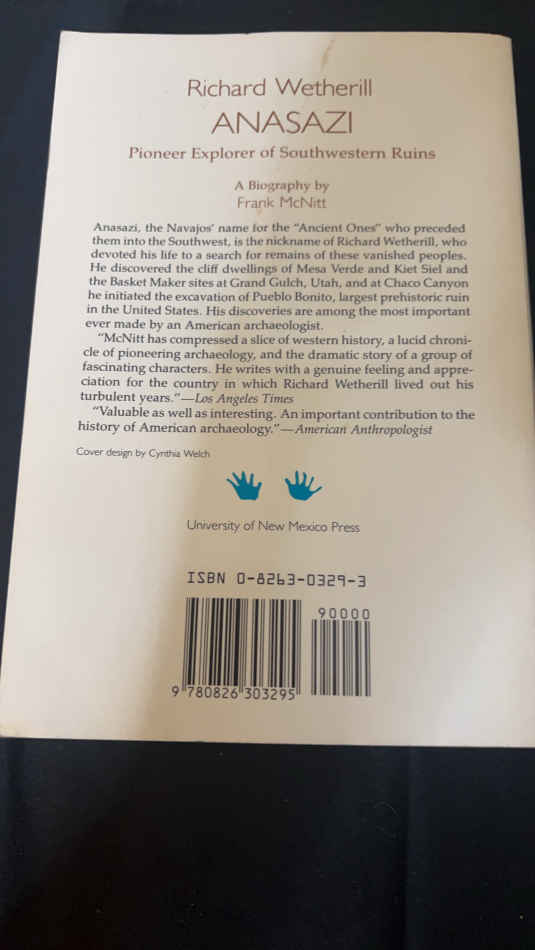 Richard Wetherill
ANASAZI
Pioneer Explorer of Southwestern Ruins
A Biography by
Frank McNitt
Anasazi, the Navajos' name for the "Ancient Ones" who preceded
them into the Southwest, is the nickname of Richard Wetherill, who
devoted his life to a search for remains of these vanished peoples.
He discovered the cliff dwellings of Mesa Verde and Kiet Siel and
the Basket Maker sites at Grand Gulch, Utah, and at Chaco Canyon
he initiated the excavation of Pueblo Bonito, largest prehistoric ruin
in the United States. His discoveries are among the most important
ever made by an American archaeologist.
"McNitt has compressed a slice of western history, a lucid chroni-
cle of pioneering archaeology, and the dramatic story of a group of
fascinating characters. He writes with a genuine feeling and appre-
ciation for the country in which Richard Wetherill lived out his
turbulent years."—Los Angeles Times
"Valuable as well as interesting. An important contribution to the
history of American archaeology."—American Anthropologist
Cover design by Cynthia Welch
University of New Mexico Press
ISBN 0-8263-0329-3
90000
9 780826 303295